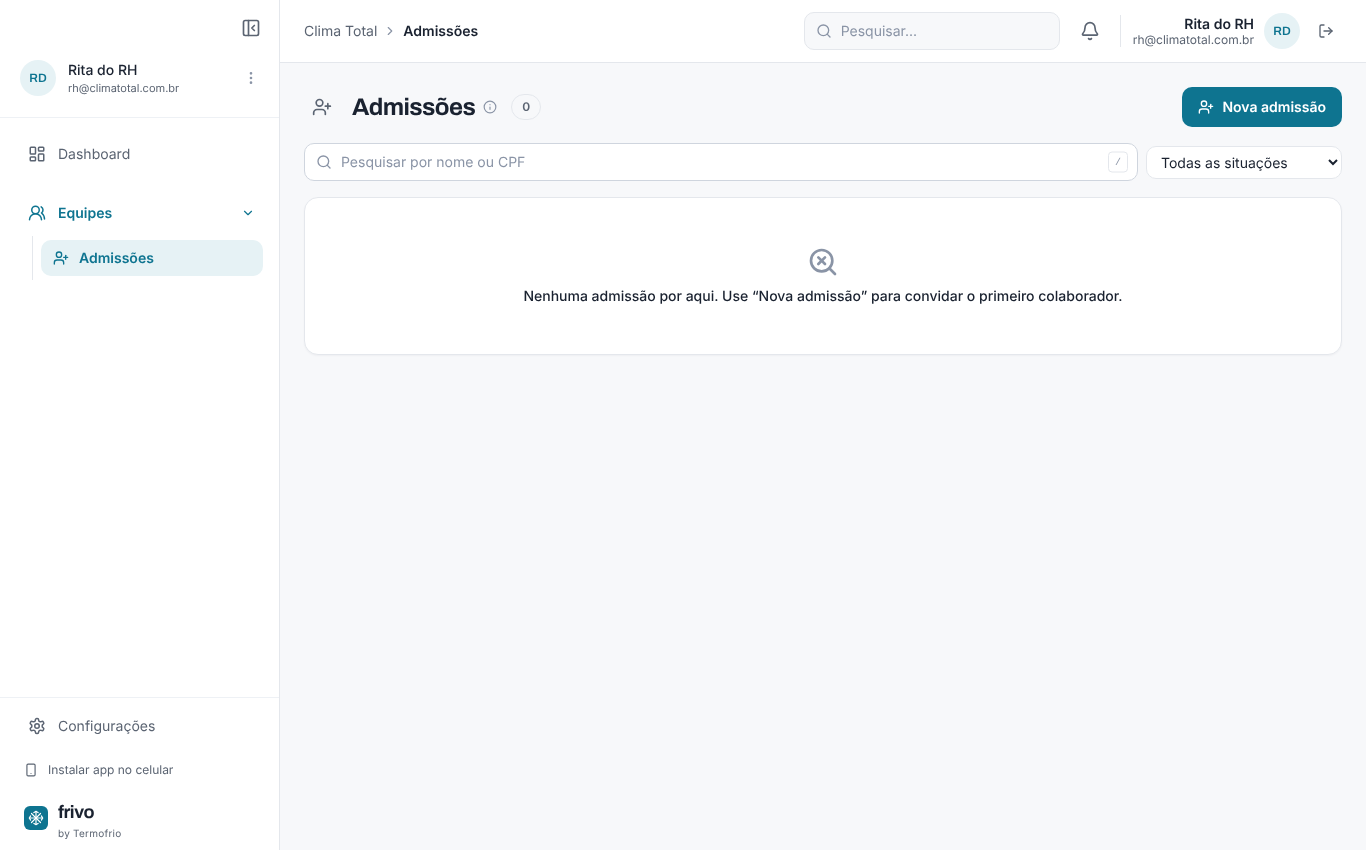 RD
Rita do RH
rh@climatotal.com.br
Dashboard
Equipes
Admissões
Configurações
Instalar app no celular
frivo
by Termofrio
Clima Total > Admissões
Pesquisar...
Rita do RH
rh@climatotal.com.br
RD
Admissões
0
Nova admissão
Pesquisar por nome ou CPF
/
Todas as situações
Nenhuma admissão por aqui. Use “Nova admissão” para convidar o primeiro colaborador.